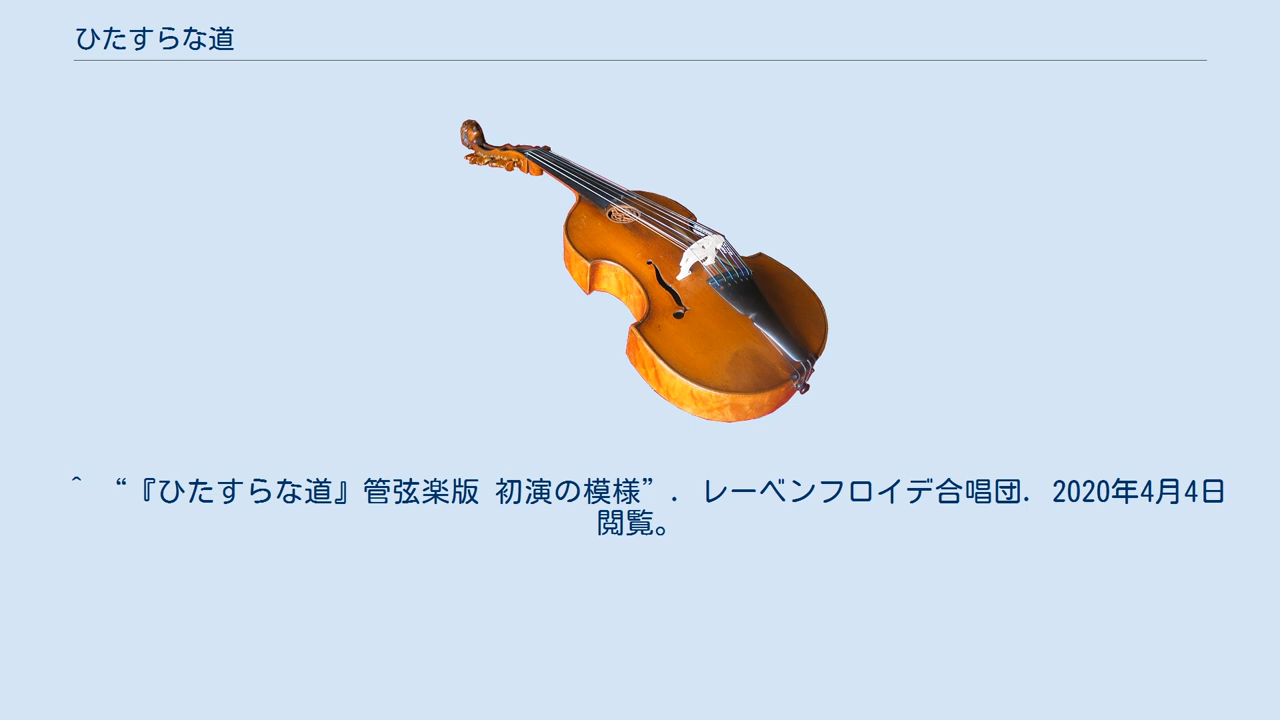 ひたすらな道
^ “『ひたすらな道』管弦楽版 初演の模様”. レーベンフロイデ合唱団. 2020年4月4日
閲覧。